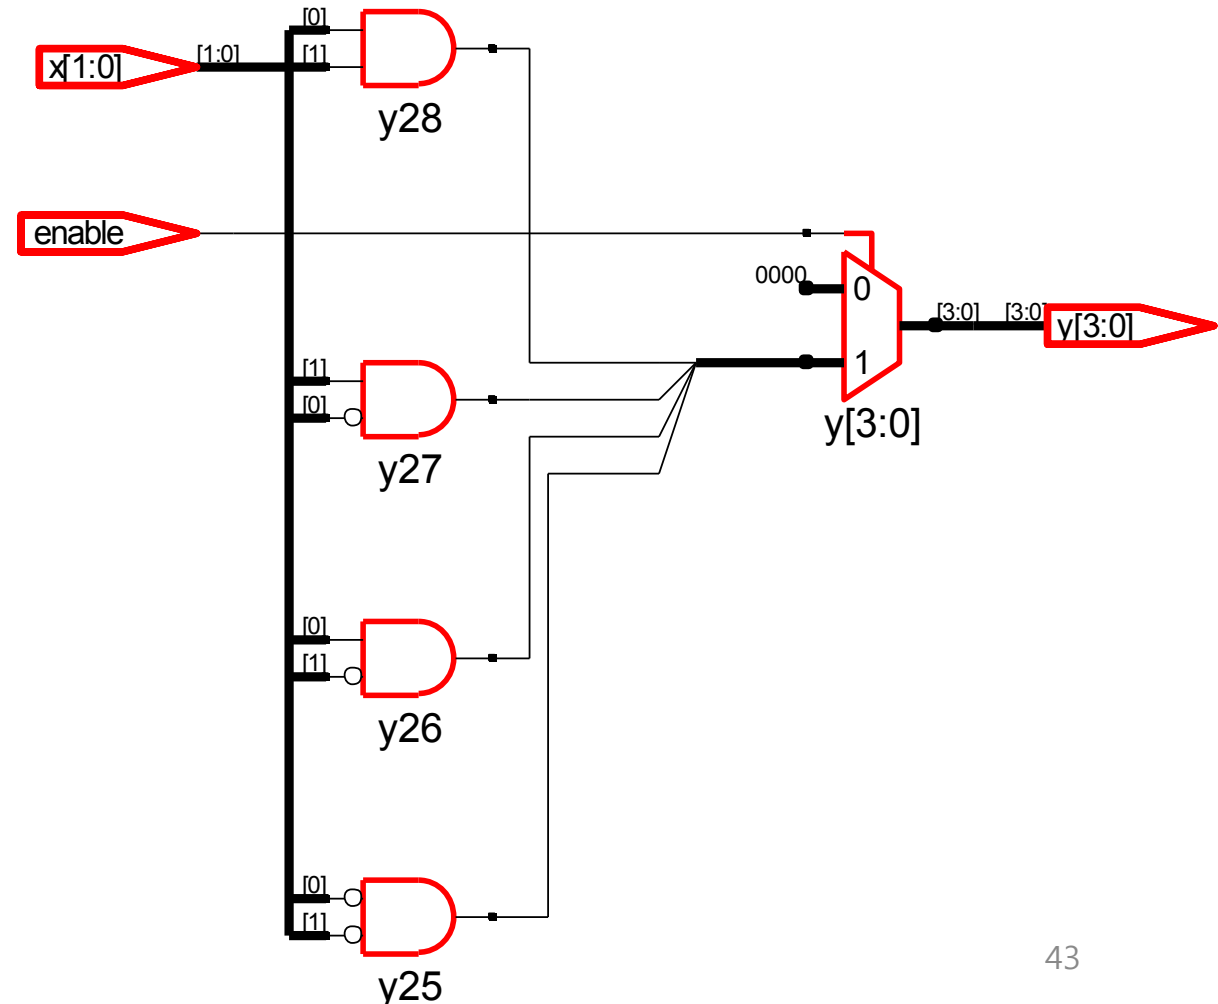 [0]
x[1:0]
[1:0]
[1]
y28
enable
0000
0
[3:0]
[3:0]
y[3:0]
1
y[3:0]
[1]
[0]
y27
[0]
[1]
y26
[0]
[1]
y25
43